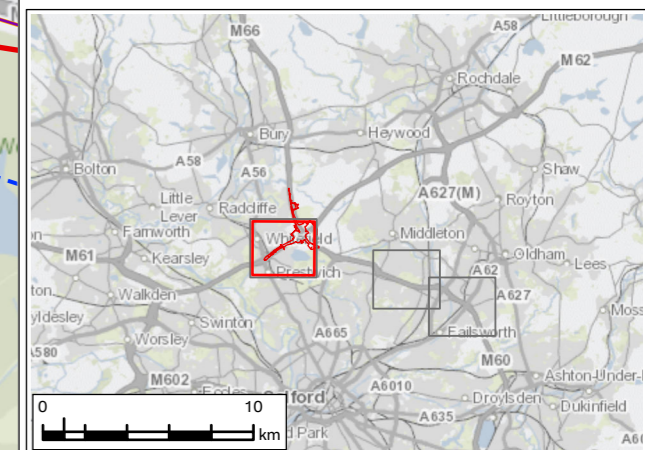 M66
A58
Littleborough
M62
Rochdale
Bury
Heywood
Bolton
A58
A56
Shaw
A627(M)
Little
Lever
Radcliffe
Royton
Farnworth
Middleton
M61
Kearsley
Prestwich
Oldham
Lees
A62
A627
Walkden
Swinton
A665
Failsworth
Worsley
A580
M60
M602
A6010
Ashton-Under-
Droylsden
Dukinfield
A635
0 10
km